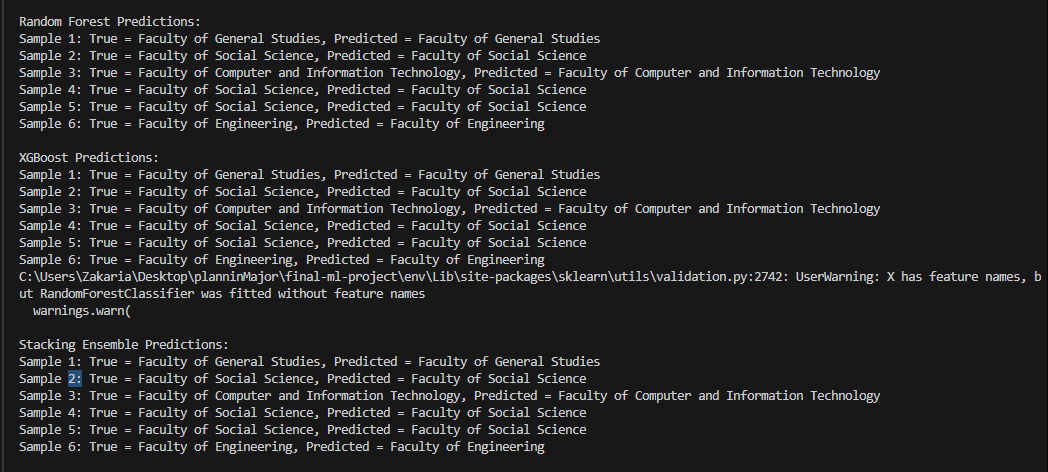 Random Forest Predictions:
Sample 1: True = Faculty of General Studies, Predicted = Faculty of General Studies
Sample 2: True = Faculty of Social Science, Predicted = Faculty of Social Science
Sample 3: True = Faculty of Computer and Information Technology, Predicted = Faculty of Computer and Information Technology
Sample 4: True = Faculty of Social Science, Predicted = Faculty of Social Science
Sample 5: True = Faculty of Social Science, Predicted = Faculty of Social Science
Sample 6: True = Faculty of Engineering, Predicted = Faculty of Engineering

XGBoost Predictions:
Sample 1: True = Faculty of General Studies, Predicted = Faculty of General Studies
Sample 2: True = Faculty of Social Science, Predicted = Faculty of Social Science
Sample 3: True = Faculty of Computer and Information Technology, Predicted = Faculty of Computer and Information Technology
Sample 4: True = Faculty of Social Science, Predicted = Faculty of Social Science
Sample 5: True = Faculty of Social Science, Predicted = Faculty of Social Science
Sample 6: True = Faculty of Engineering, Predicted = Faculty of Engineering
C:\Users\Zakaria\Desktop\planninMajor\final-ml-project\env\Lib\site-packages\sklearn\utils\validation.py:2742: UserWarning: X has feature names, b
ut RandomForestClassifier was fitted without feature names
  warnings.warn(

Stacking Ensemble Predictions:
Sample 1: True = Faculty of General Studies, Predicted = Faculty of General Studies
Sample 2: True = Faculty of Social Science, Predicted = Faculty of Social Science
Sample 3: True = Faculty of Computer and Information Technology, Predicted = Faculty of Computer and Information Technology
Sample 4: True = Faculty of Social Science, Predicted = Faculty of Social Science
Sample 5: True = Faculty of Social Science, Predicted = Faculty of Social Science
Sample 6: True = Faculty of Engineering, Predicted = Faculty of Engineering